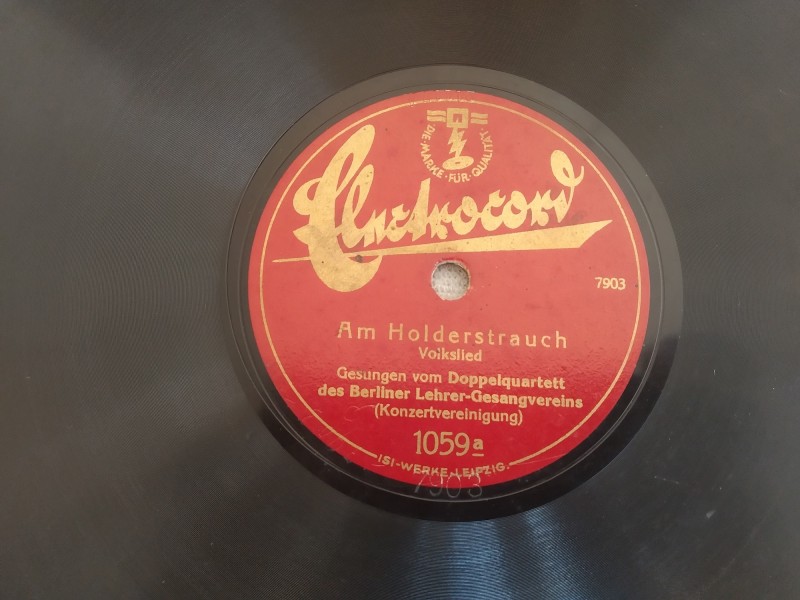 DIE·MARKE·FÜR·QUALITÄT
Electrocord
7903
Am Holderstrauch
Volkslied
Gesungen vom Doppelquartett
des Berliner Lehrer-Gesangvereins
(Konzertvereinigung)
1059a
ISI-WERKE-LEIPZIG.
7903